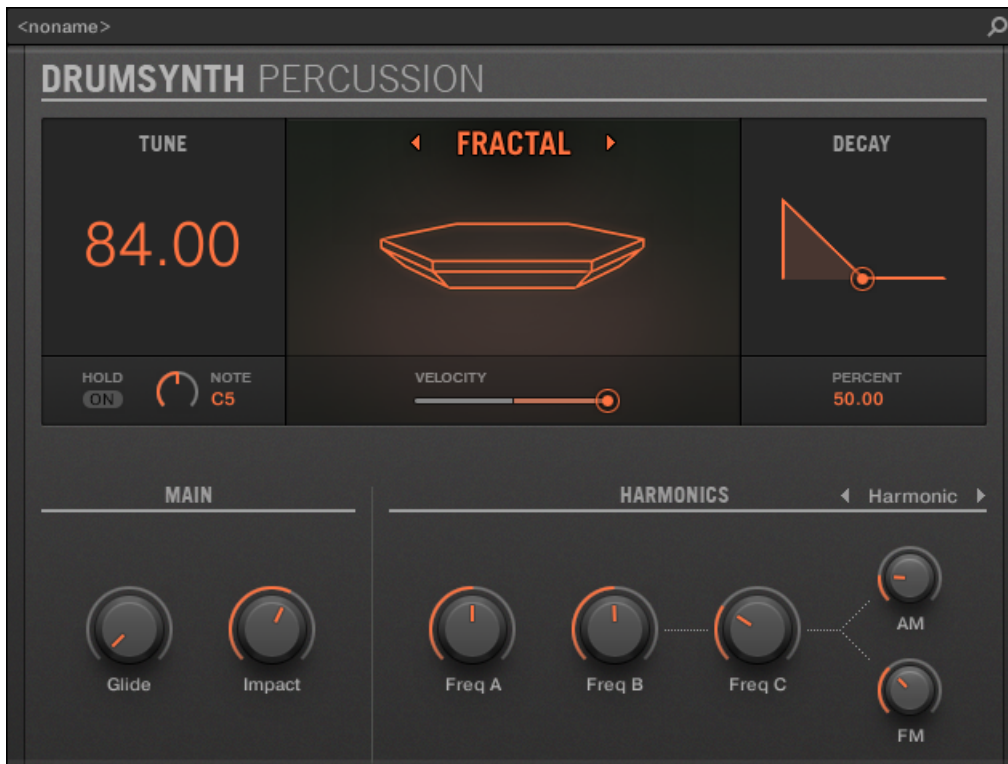 <noname>
DRUMSYNTH PERCUSSION
TUNE
FRACTAL
DECAY
84.00
HOLD
ON
NOTE
C5
VELOCITY
PERCENT
50.00
MAIN
HARMONICS
Harmonic
Glide
Impact
Freq A
Freq B
Freq C
AM
FM